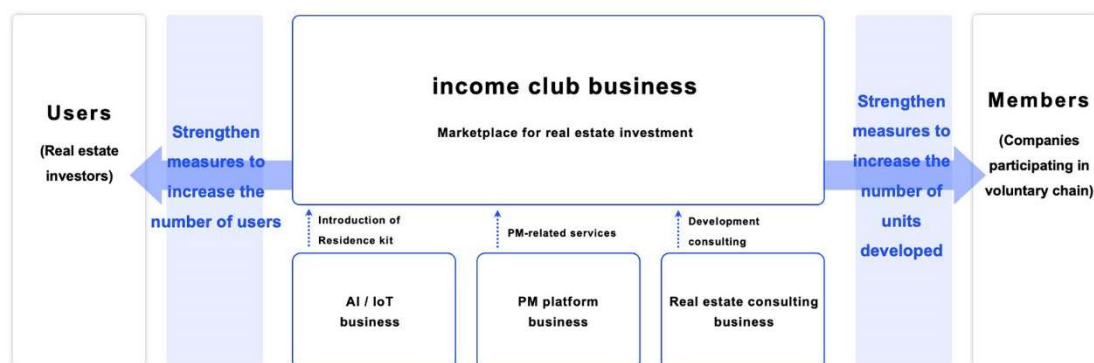 Users
(Real estate
investors)
Strengthen
measures to
increase the
number of users
income club business
Marketplace for real estate investment
Strengthen
measures to
increase the
number of
units
developed
Members
(Companies
participating in
voluntary chain)
Introduction of
Residence kit
PM-related services
Development
consulting
AI / IoT
business
PM platform
business
Real estate consulting
business